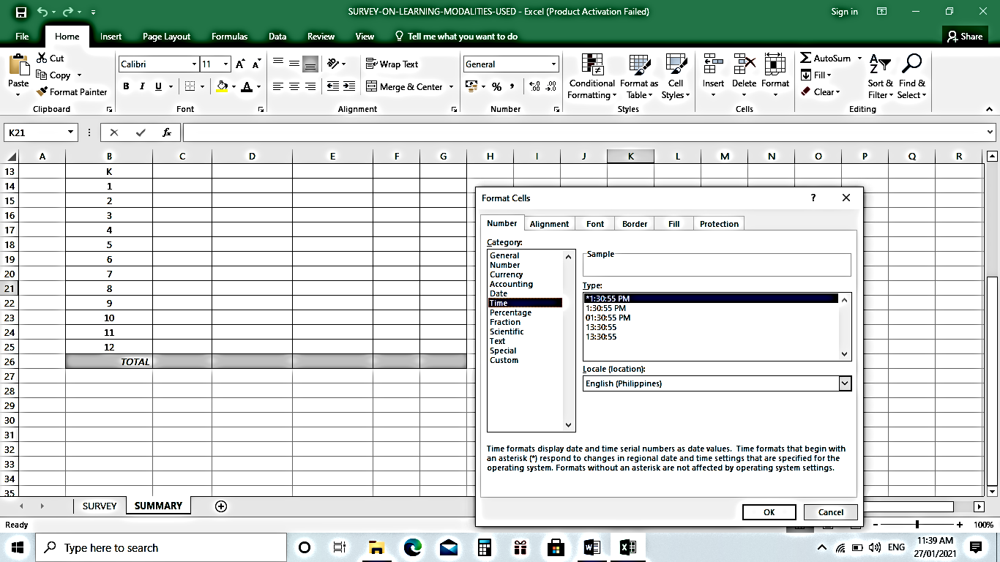 SURVEY-ON-LEARNING-MODALITIES-USED - Excel (Product Activation Failed)
Sign in
File Home Insert Page Layout Formulas Data Review View Tell me what you want to do Share
Paste
Cut
Copy
Format Painter
Clipboard
Calibri 11
B I U
Font
Wrap Text
Merge & Center
Alignment
General
% ,
Number
Conditional Formatting
Format as Table
Cell Styles
Styles
Insert Delete Format
Cells
AutoSum
Fill
Clear
Sort & Filter
Find & Select
Editing
K21
fx
A B C D E F G H I J K L M N O P Q R
13 K
14 1
15 2
16 3
17 4
18 5
19 6
20 7
21 8
22 9
23 10
24 11
25 12
26 TOTAL
27
28
29
30
31
32
33
34
35
Format Cells
Number Alignment Font Border Fill Protection
Category:
General
Number
Currency
Accounting
Date
Time
Percentage
Fraction
Scientific
Text
Special
Custom
Sample
Type:
*1:30:55 PM
1:30:55 PM
01:30:55 PM
13:30:55
13:30:55
Locale (location):
English (Philippines)
Time formats display date and time serial numbers as date values. Time formats that begin with
an asterisk (*) respond to changes in regional date and time settings that are specified for the
operating system. Formats without an asterisk are not affected by operating system settings.
OK Cancel
SURVEY SUMMARY
Ready
100%
Type here to search
ENG
11:39 AM
27/01/2021